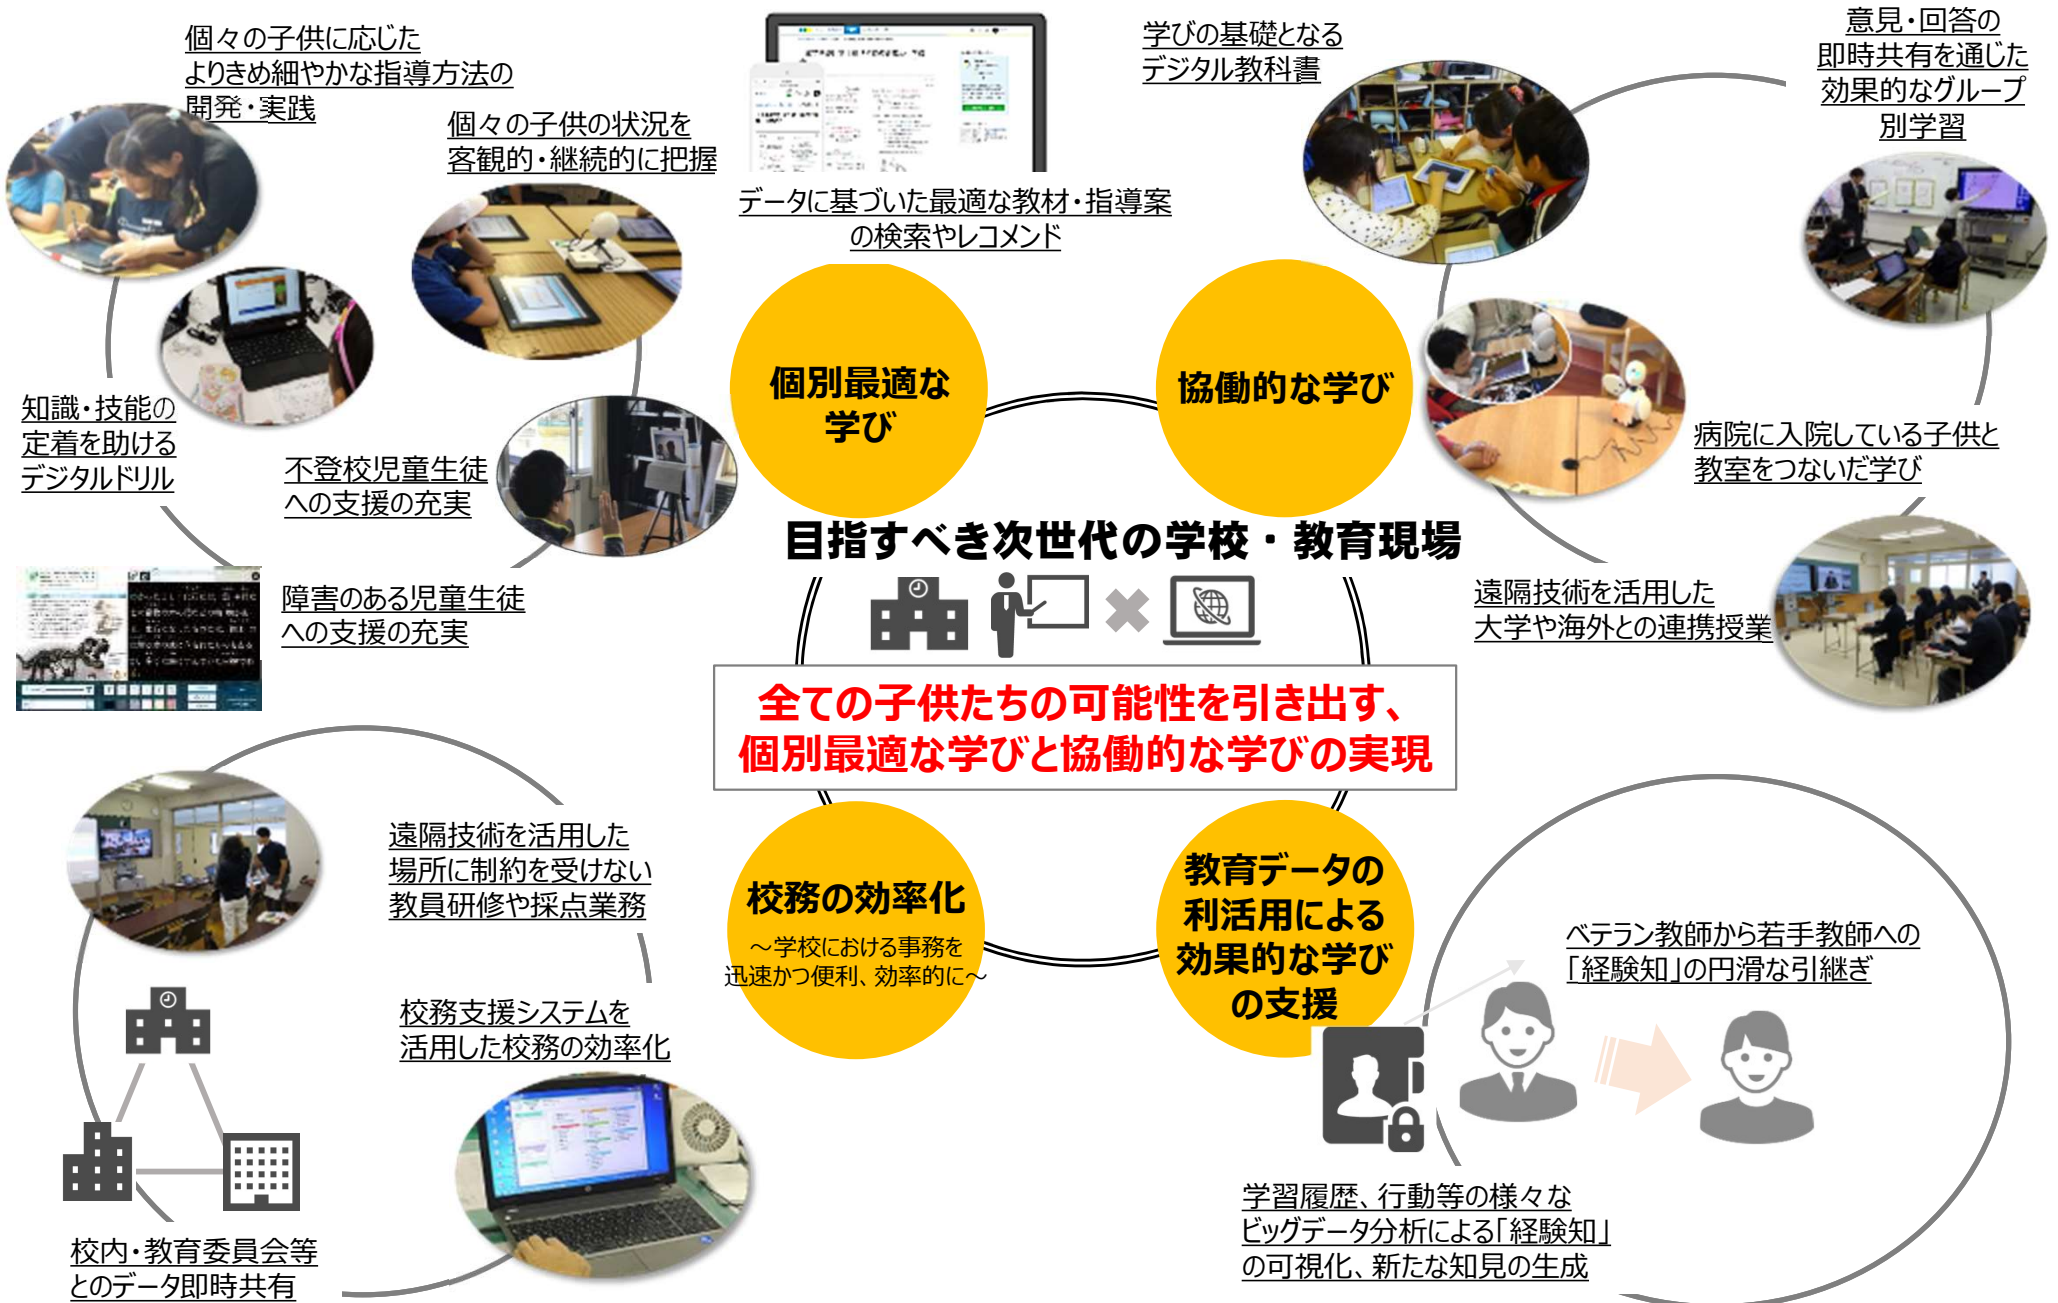 個々の子供に応じた
よりきめ細やかな指導方法の
開発・実践
個々の子供の状況を
客観的・継続的に把握
データに基づいた最適な教材・指導案
の検索やレコメンド
学びの基礎となる
デジタル教科書
意見・回答の
即時共有を通じた
効果的なグループ
別学習
知識・技能の
定着を助ける
デジタルドリル
不登校児童生徒
への支援の充実
障害のある児童生徒
への支援の充実
個別最適な
学び
協働的な学び
病院に入院している子供と
教室をつないだ学び
遠隔技術を活用した
大学や海外との連携授業
目指すべき次世代の学校・教育現場
全ての子供たちの可能性を引き出す、
個別最適な学びと協働的な学びの実現
遠隔技術を活用した
場所に制約を受けない
教員研修や採点業務
校務支援システムを
活用した校務の効率化
校内・教育委員会等
とのデータ即時共有
校務の効率化
～学校における事務を
迅速かつ便利、効率的に～
教育データの
利活用による
効果的な学び
の支援
ベテラン教師から若手教師への
「経験知」の円滑な引継ぎ
学習履歴、行動等の様々な
ビッグデータ分析による「経験知」
の可視化、新たな知見の生成